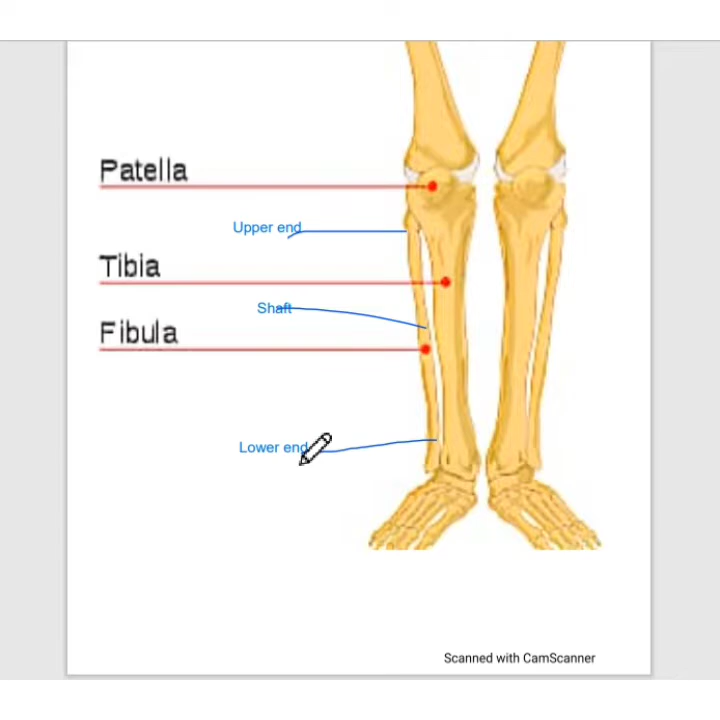 Patella
Upper end
Tibia
Shaft
Fibula
Lower end
Scanned with CamScanner